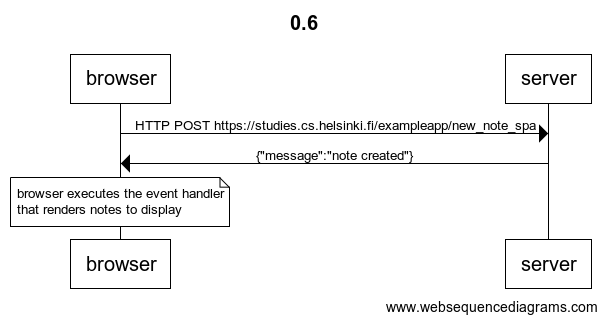 0.6
browser
server
HTTP POST https://studies.cs.helsinki.fi/exampleapp/new_note_spa
{"message":"note created"}
browser executes the event handler
that renders notes to display
browser
server
www.websequencediagrams.com